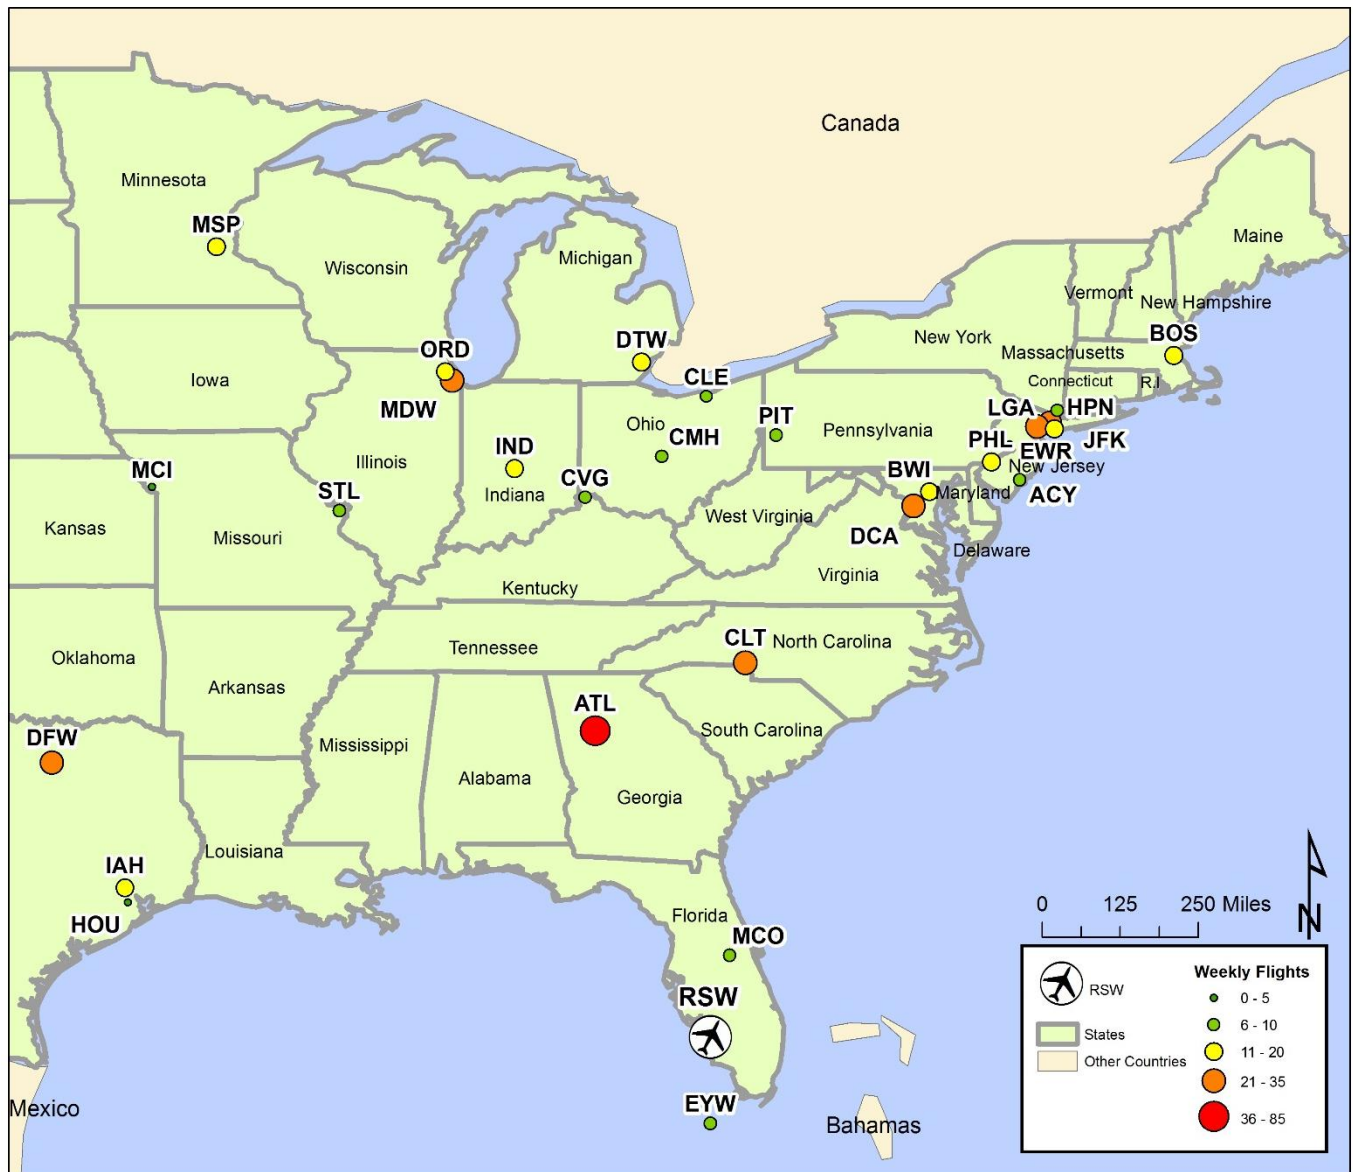 Canada
Minnesota
MSP
Wisconsin
Michigan
Maine
Vermont
New Hampshire
New York
BOS
Massachusetts
ORD
DTW
CLE
Connecticut
R.I
Iowa
MDW
Ohio
PIT
Pennsylvania
LGA
HPN
JFK
EWR
PHL
New Jersey
CMH
IND
Illinois
Indiana
CVG
BWI
Maryland
ACY
MCI
STL
Kansas
Missouri
West Virginia
DCA
Delaware
Virginia
Kentucky
CLT
North Carolina
Tennessee
Oklahoma
Arkansas
ATL
South Carolina
DFW
Mississippi
Alabama
Georgia
Louisiana
IAH
HOU
Florida
MCO
RSW
EYW
Mexico
Bahamas
0 125 250 Miles
N
Weekly Flights
RSW
States
Other Countries
0 - 5
6 - 10
11 - 20
21 - 35
36 - 85